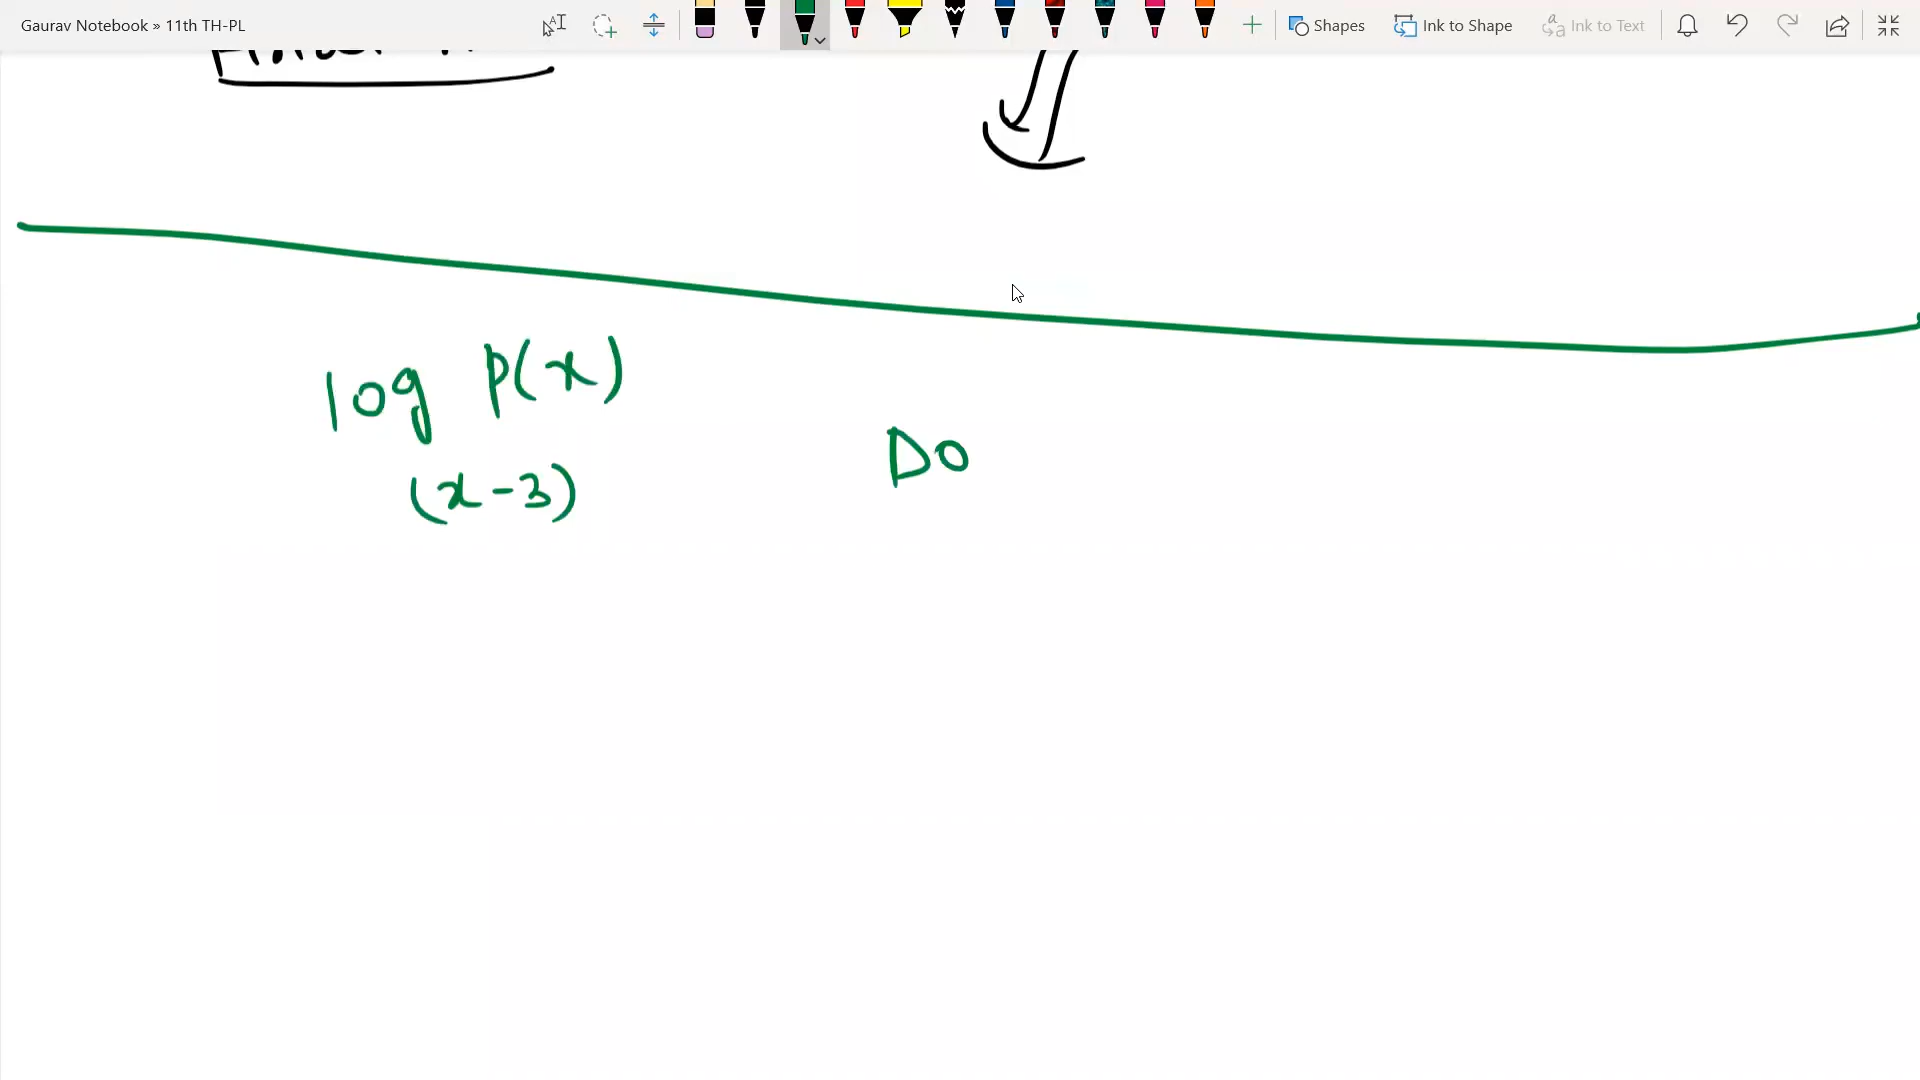 Gaurav Notebook » 11th TH-PL
Shapes
Ink to Shape
Ink to Text
log p(x)
(x-3)
Do